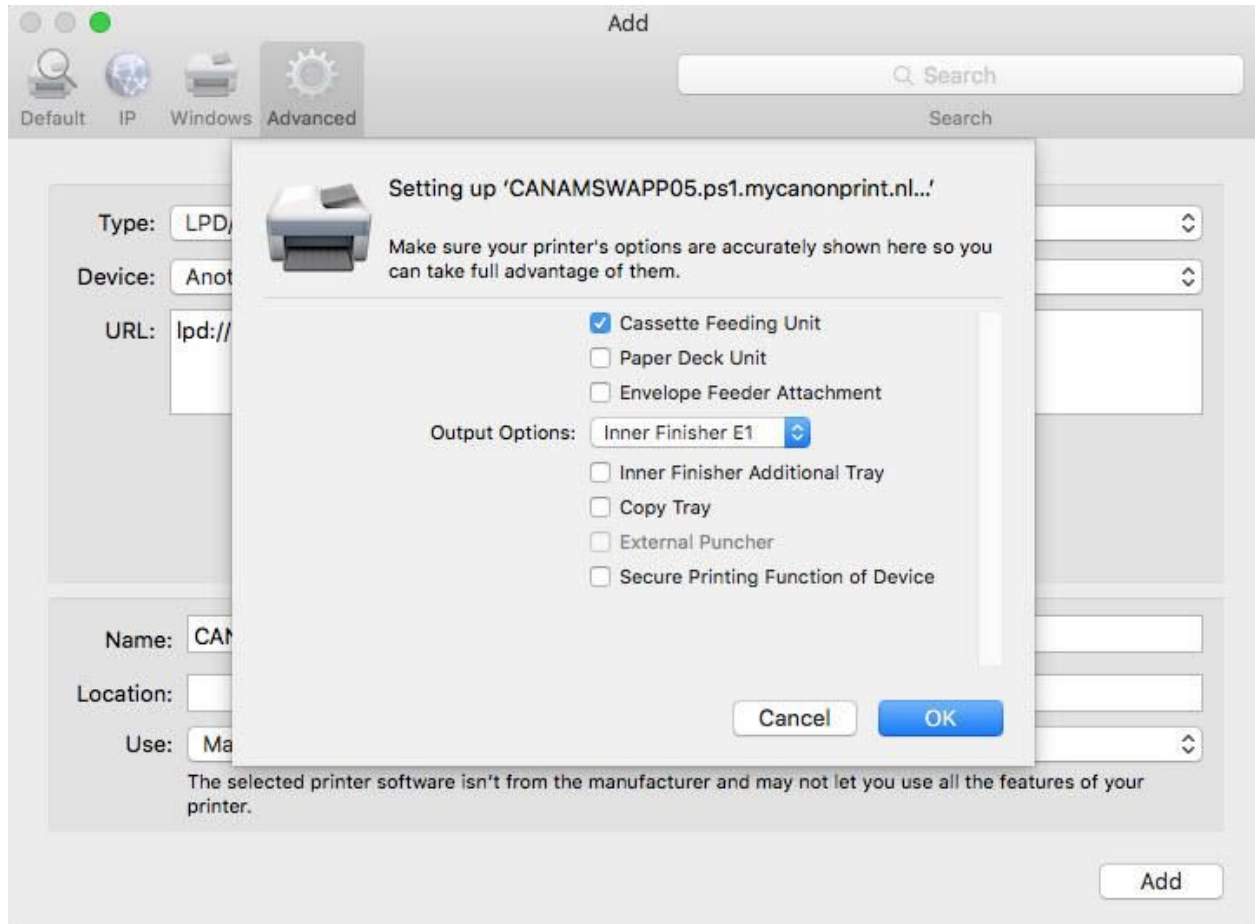 Add
Search
Default IP Windows Advanced
Search
Setting up ‘CANAMSWAPP05.ps1.mycanonprint.nl...’
Make sure your printer's options are accurately shown here so you
can take full advantage of them.
Type: LPD/
Device: Anot
URL: lpd://
Cassette Feeding Unit
Paper Deck Unit
Envelope Feeder Attachment
Output Options: Inner Finisher E1
Inner Finisher Additional Tray
Copy Tray
External Puncher
Secure Printing Function of Device
Cancel OK
Name: CAN
Location:
Use: Ma
The selected printer software isn't from the manufacturer and may not let you use all the features of your
printer.
Add